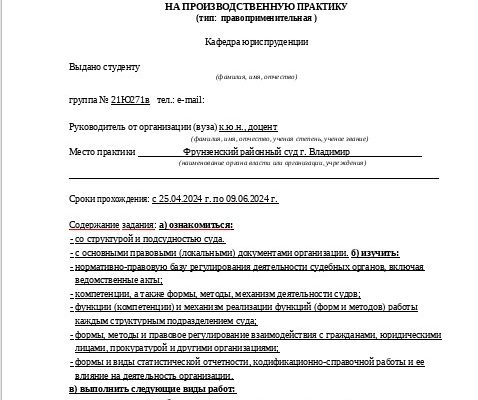 НА ПРОИЗВОДСТВЕННУЮ ПРАКТИКУ
(тип: правоприменительная )
Кафедра юриспруденции
Выдано студенту
(фамилия, имя, отчество)
группа № 21Ю271в тел.: e-mail:
Руководитель от организации (вуза) к.ю.н., доцент
(фамилия, имя, отчество, ученая степень, ученое звание)
Место практики Фрунзенский районный суд г. Владимир
(наименование органа власти или организации, учреждения)
Сроки прохождения: с 25.04.2024 г. по 09.06.2024 г.
Содержание задания: а) ознакомиться:
- со структурой и подсудностью суда.
- с основными правовыми (локальными) документами организации. б) изучить:
- нормативно-правовую базу регулирования деятельности судебных органов, включая
ведомственные акты;
- компетенции, а также формы, методы, механизм деятельности судов;
- функции (компетенции) и механизм реализации функций (форм и методов) работы
каждым структурным подразделением суда;
- формы, методы и правовое регулирование взаимодействия с гражданами, юридическими
лицами, прокуратурой и другими организациями;
- формы и виды статистической отчетности, кодификационно-справочной работы и ее
влияние на деятельность организации.
в) выполнить следующие виды работ: